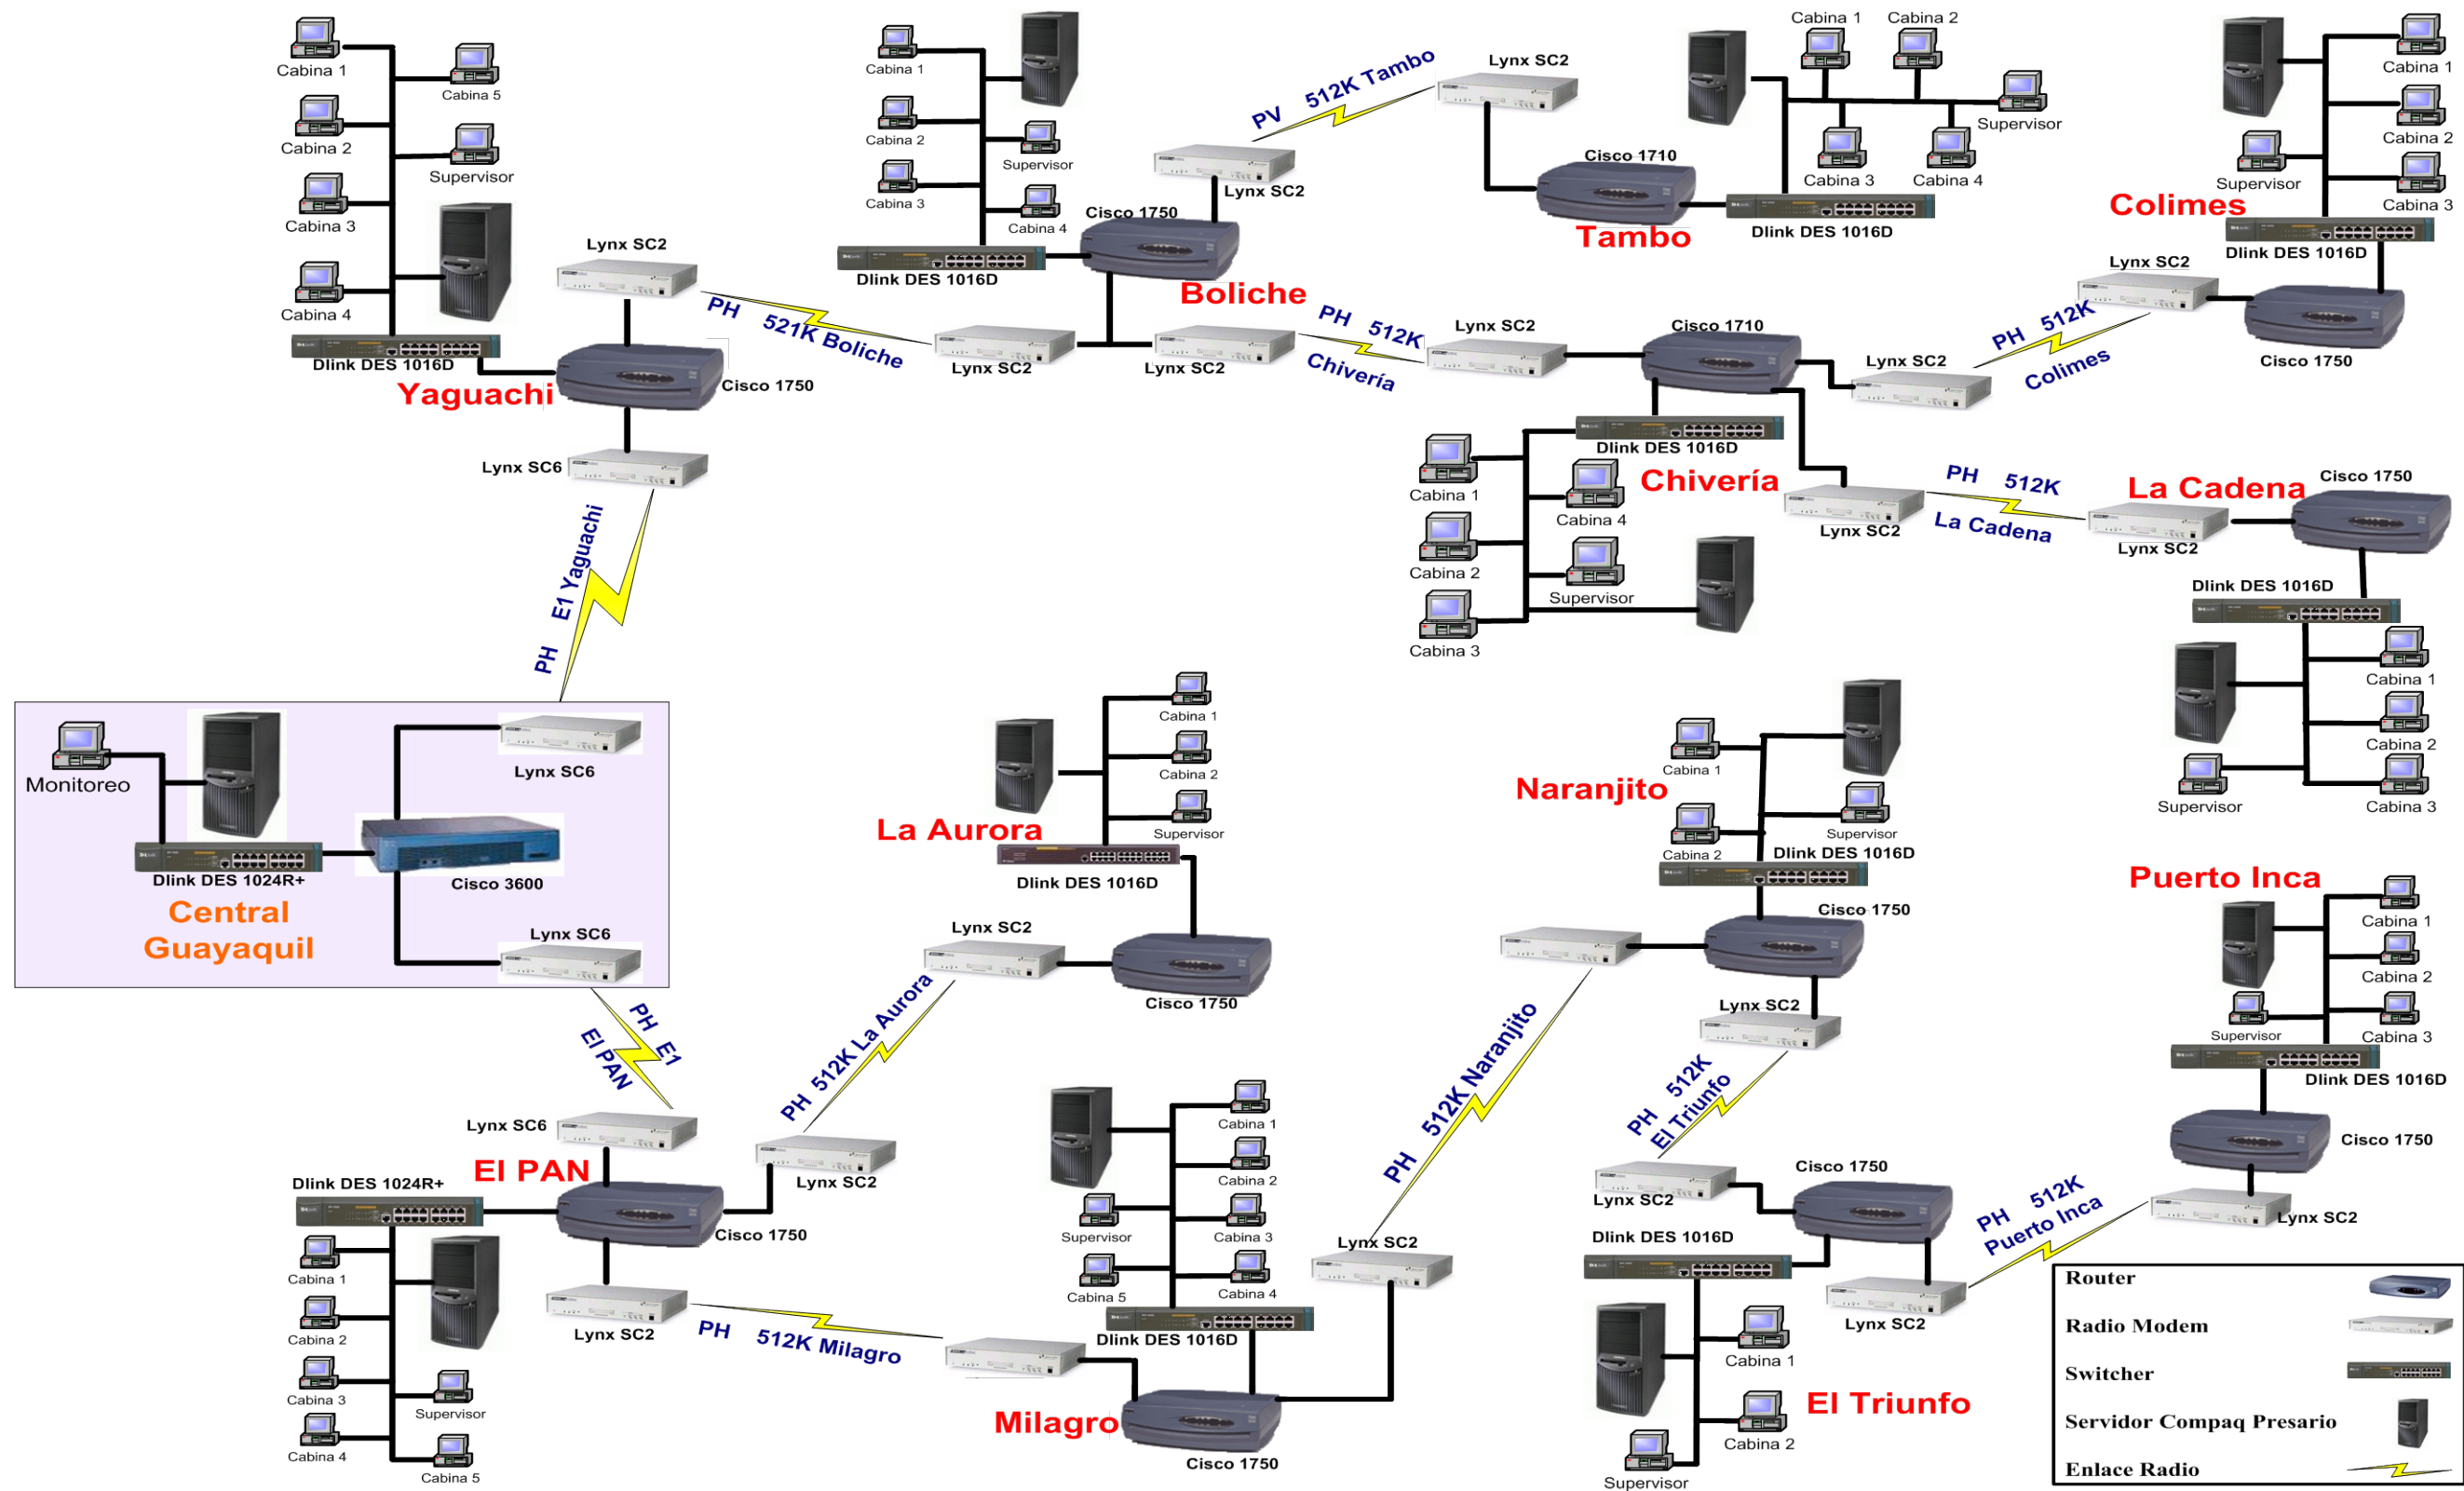 Cabina 1
Cabina 5
Cabina 2
Supervisor
Cabina 3
Cabina 4
Dlink DES 1016D
Yaguachi
Lynx SC2
Cisco 1750
Lynx SC6
PH 521K Boliche
PH E1 Yaguachi
Cabina 1
Cabina 2
Supervisor
Cabina 3
Cabina 4
Dlink DES 1016D
Cisco 1750
Boliche
Lynx SC2
Lynx SC2
Lynx SC2
PV 512K Tambo
Lynx SC2
Cisco 1710
Tambo
Cabina 1
Cabina 2
Supervisor
Cabina 3
Cabina 4
Dlink DES 1016D
PH 512K
Chivería
Lynx SC2
Cisco 1710
Lynx SC2
Dlink DES 1016D
Chivería
Cabina 1
Cabina 4
Cabina 2
Supervisor
Cabina 3
Lynx SC2
PH 512K
Colimes
Cabina 1
Cabina 2
Supervisor
Cabina 3
Colimes
Dlink DES 1016D
Lynx SC2
Cisco 1750
PH 512K
La Cadena
La Cadena
Cisco 1750
Lynx SC2
Dlink DES 1016D
Cabina 1
Cabina 2
Supervisor
Cabina 3
Monitoreo
Lynx SC6
Dlink DES 1024R+
Cisco 3600
Central
Guayaquil
Lynx SC6
PH E1
El PAN
Cabina 1
Cabina 2
Supervisor
La Aurora
Dlink DES 1016D
Lynx SC2
Cisco 1750
PH 512K La Aurora
Lynx SC6
El PAN
Dlink DES 1024R+
Lynx SC2
Cisco 1750
Cabina 1
Cabina 2
Cabina 3
Supervisor
Cabina 4
Cabina 5
Lynx SC2
PH 512K Milagro
Cabina 1
Cabina 2
Supervisor
Cabina 3
Cabina 5
Cabina 4
Dlink DES 1016D
Milagro
Cisco 1750
Lynx SC2
PH 512K Naranjito
Cabina 1
Naranjito
Supervisor
Cabina 2
Dlink DES 1016D
Cisco 1750
Lynx SC2
PH 512K
El Triunfo
Lynx SC2
Cisco 1750
Dlink DES 1016D
Lynx SC2
Cabina 1
El Triunfo
Cabina 2
Supervisor
PH 512K
Puerto Inca
Puerto Inca
Cabina 1
Cabina 2
Supervisor
Cabina 3
Dlink DES 1016D
Cisco 1750
Lynx SC2
Router
Radio Modem
Switcher
Servidor Compaq Presario
Enlace Radio